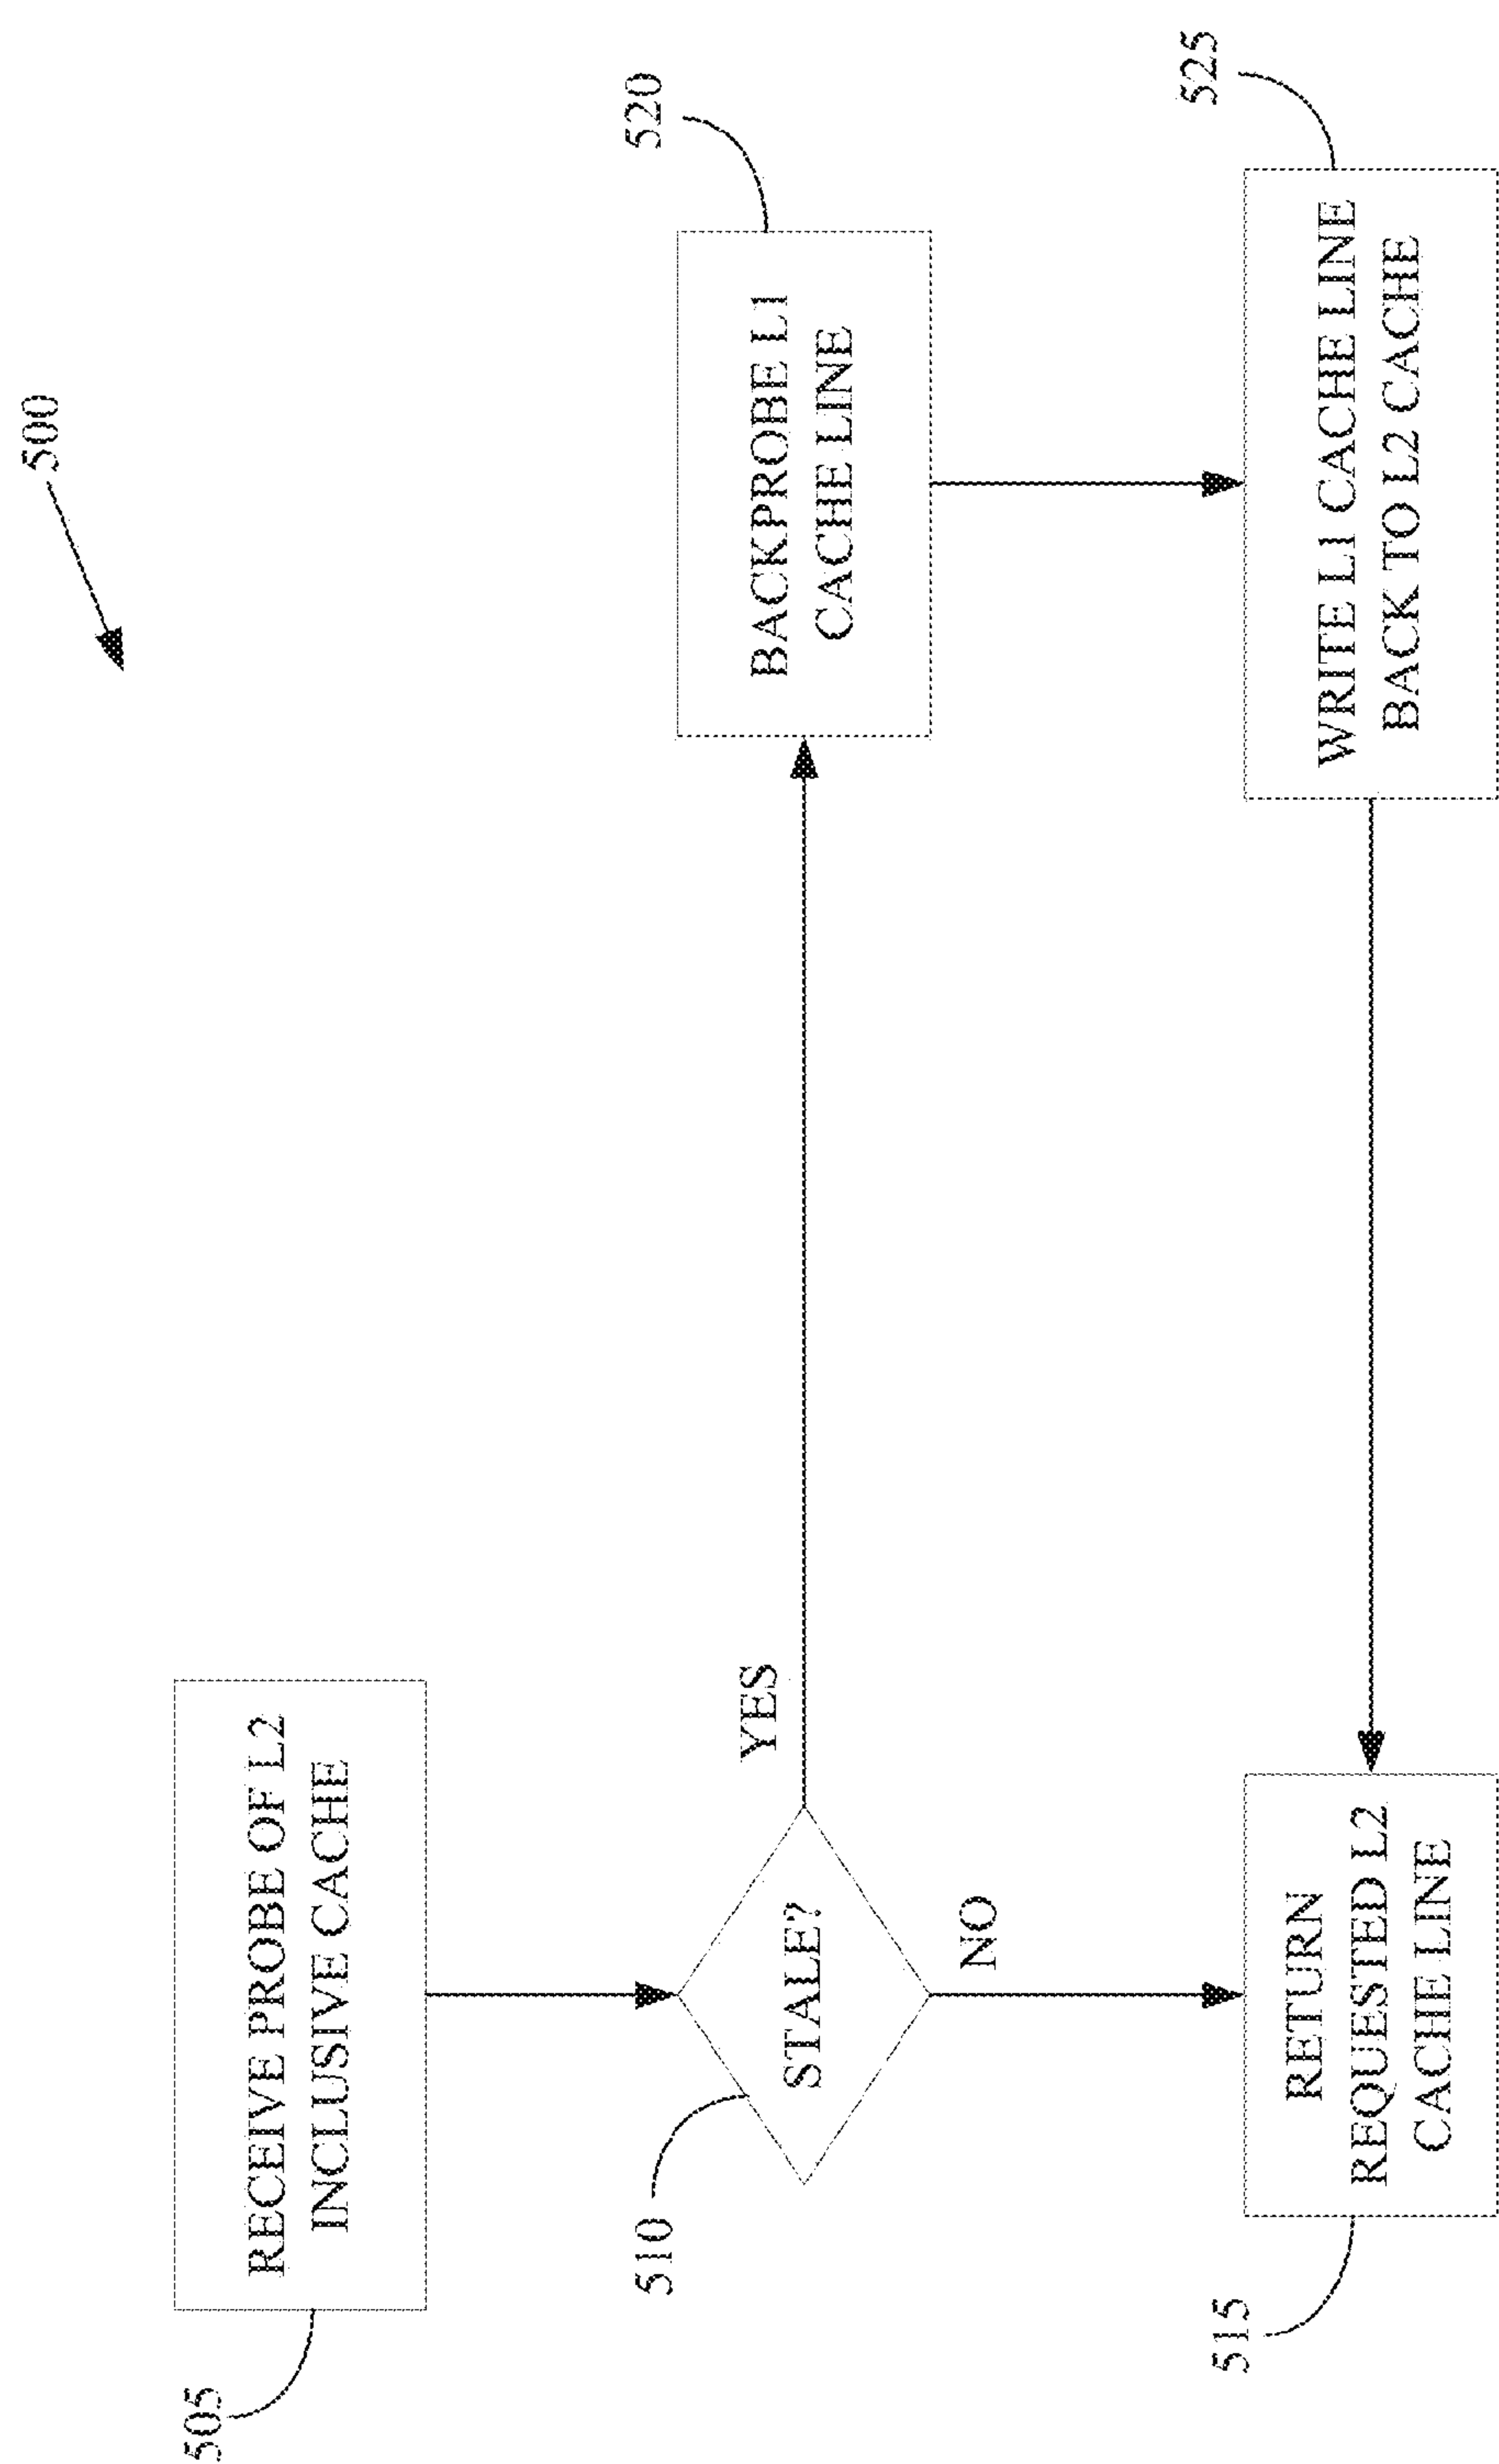 500
505
RECEIVE PROBE OF L2
INCLUSIVE CACHE
510
STALE?
YES
NO
520
BACKPROBE L1
CACHE LINE
515
RETURN
REQUESTED L2
CACHE LINE
525
WRITE L1 CACHE LINE
BACK TO L2 CACHE